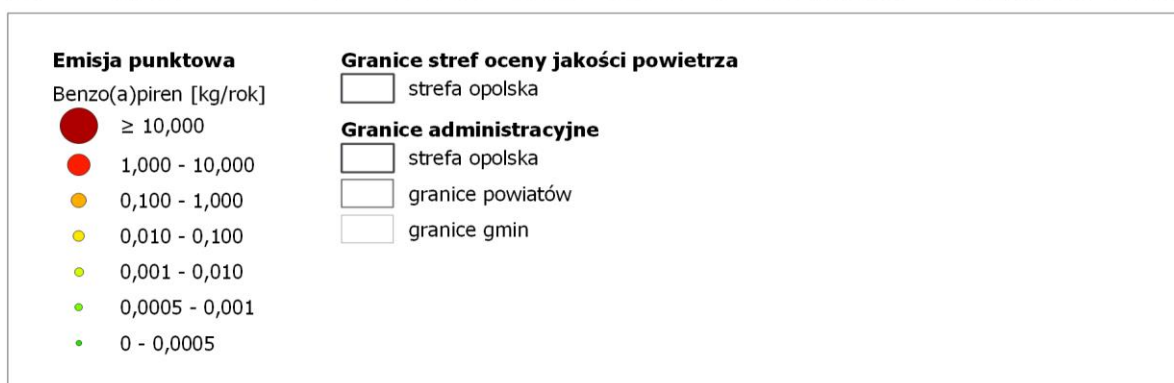 Emisja punktowa
Benzo(a)piren [kg/rok]
≥ 10,000
1,000 - 10,000
0,100 - 1,000
0,010 - 0,100
0,001 - 0,010
0,0005 - 0,001
0 - 0,0005
Granice stref oceny jakości powietrza
strefa opolska
Granice administracyjne
strefa opolska
granice powiatów
granice gmin